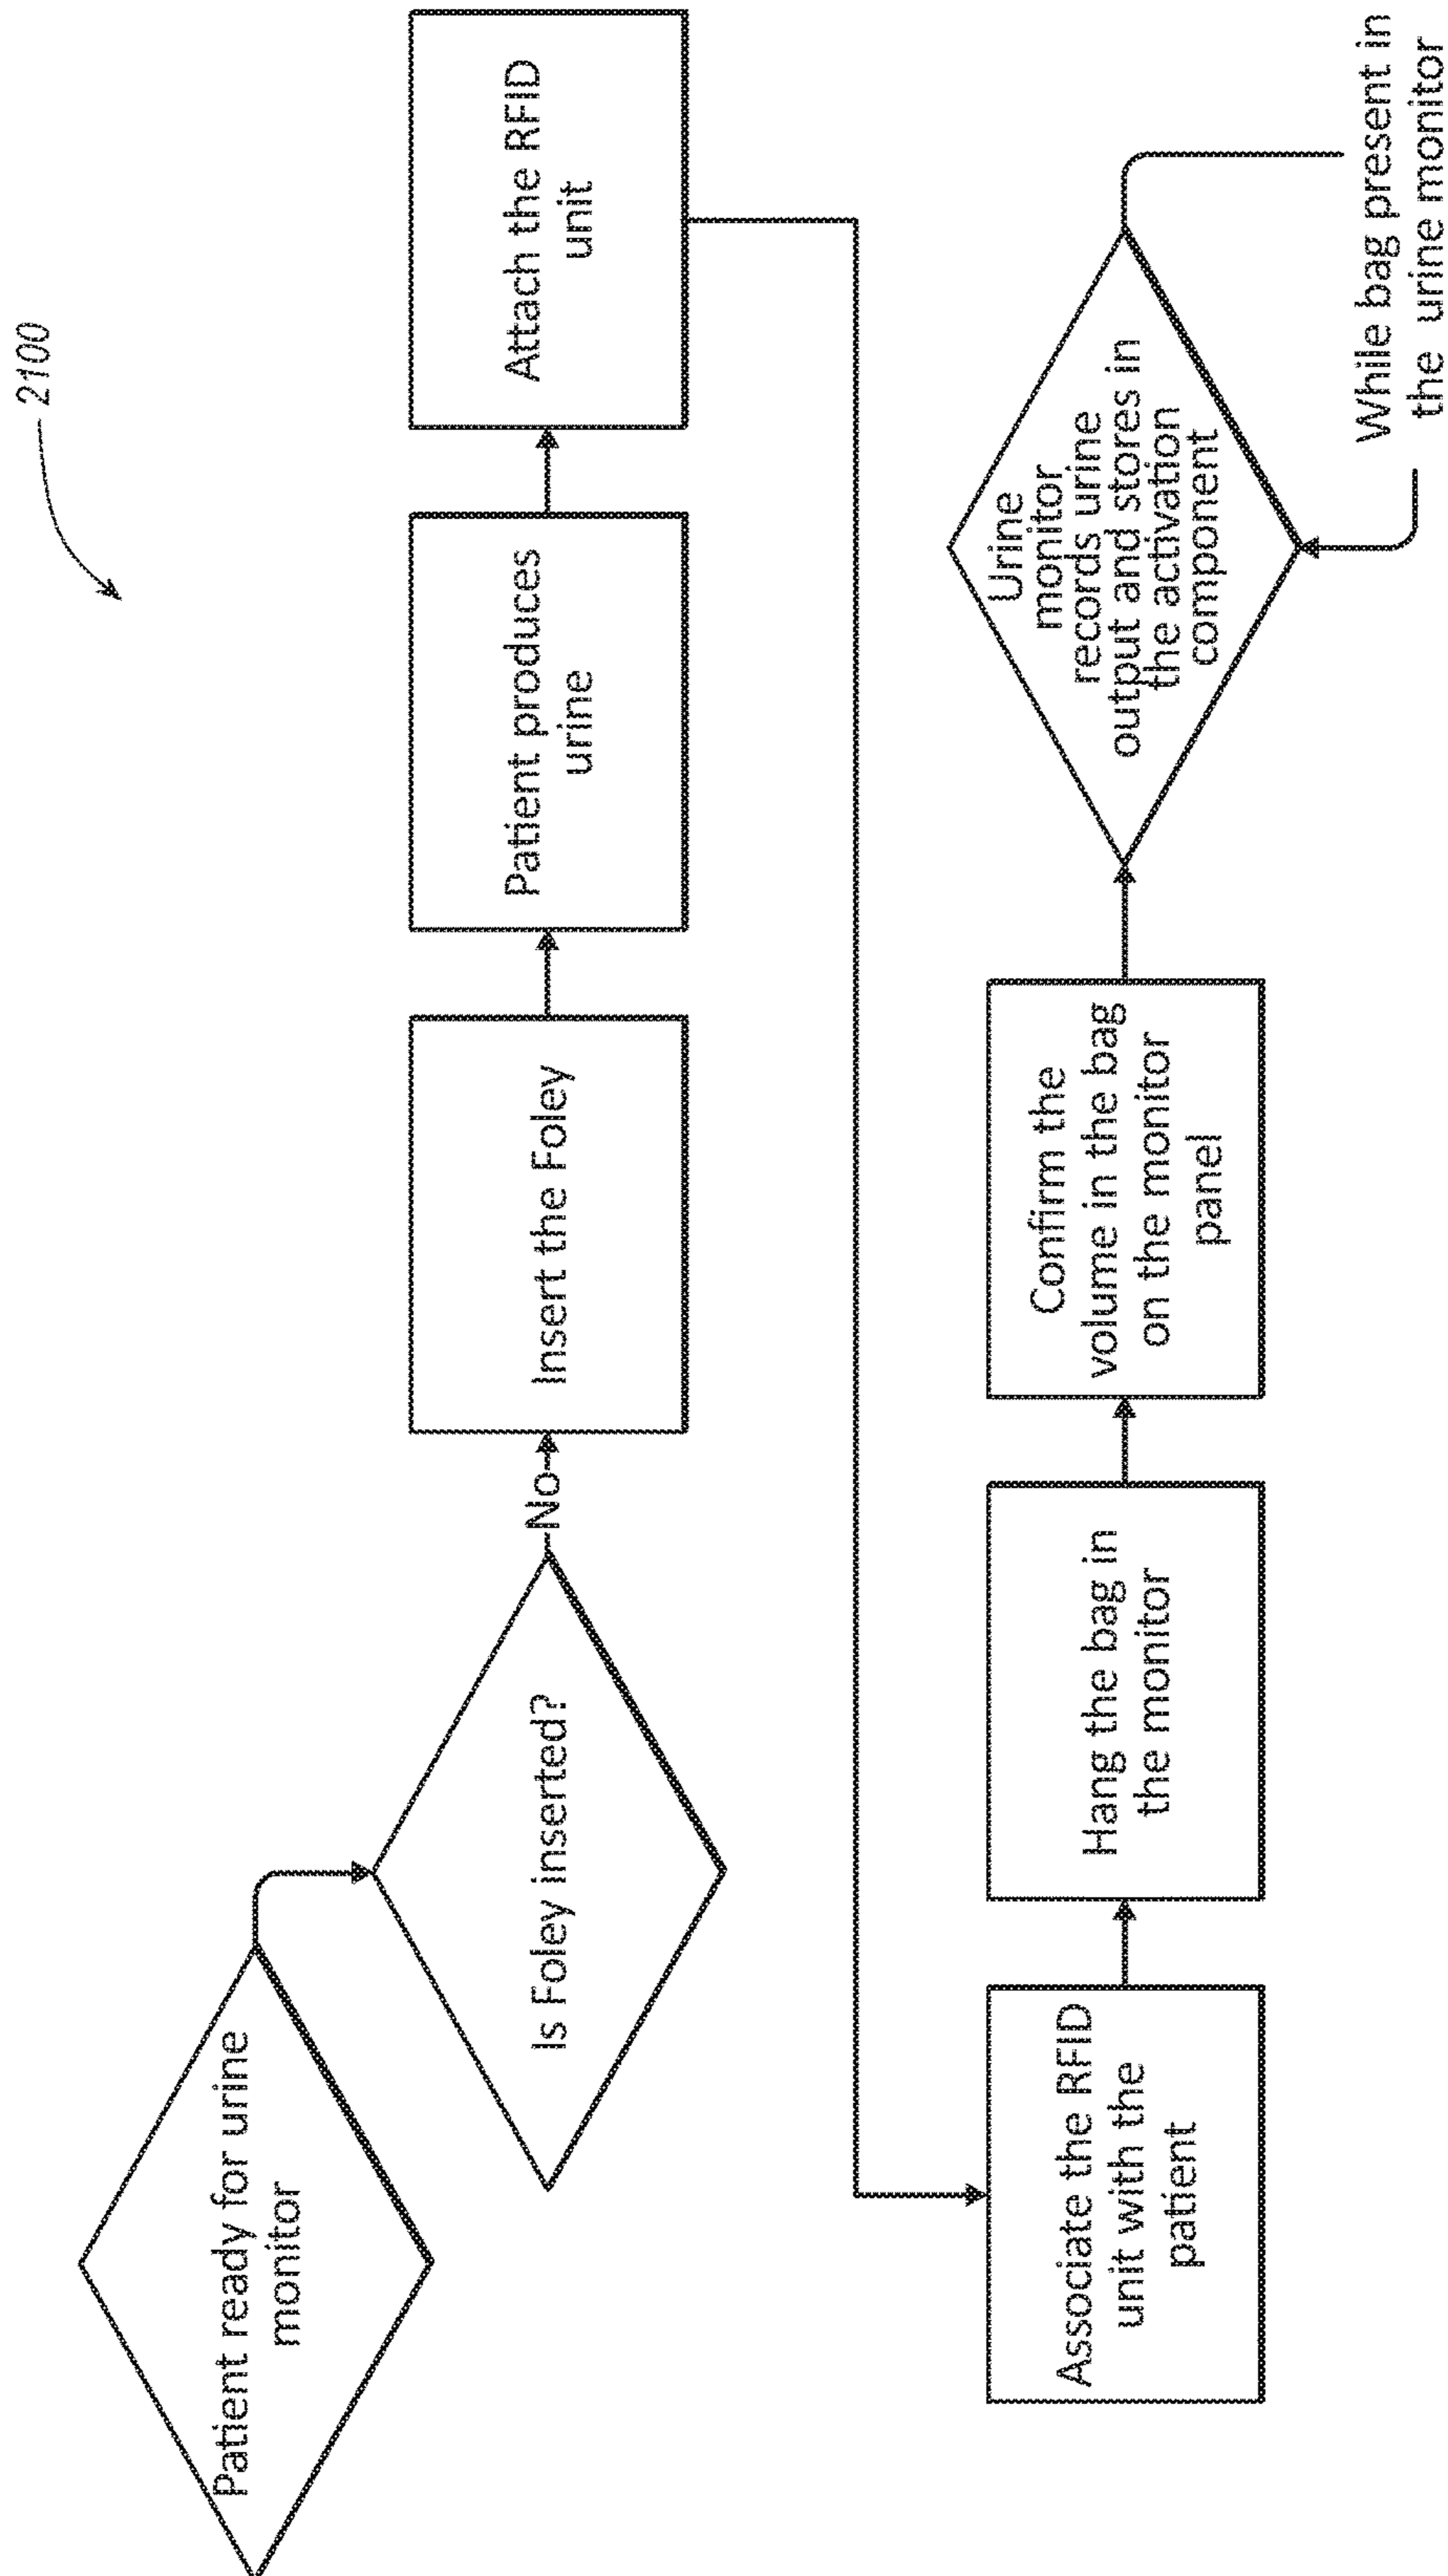 2100
Patient ready for urine
monitor
Is Foley inserted?
No
Insert the Foley
Patient produces
urine
Attach the RFID
unit
Associate the RFID
unit with the
patient
Hang the bag in
the monitor
Confirm the
volume in the bag
on the monitor
panel
Urine
monitor
records urine
output and stores in
the activation
component
While bag present in
the urine monitor